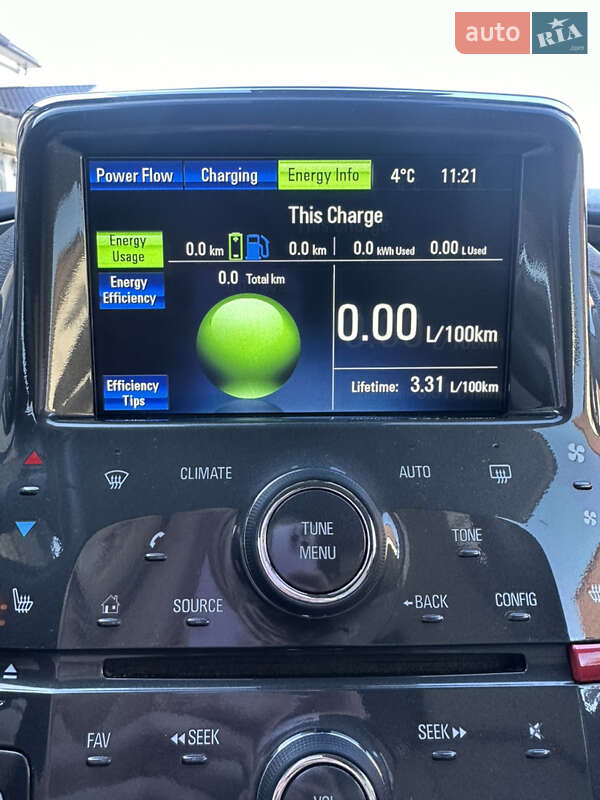 auto RIA .com
Power Flow Charging Energy Info 4°C 11:21
This Charge
Energy Usage
0.0 km 0.0 km 0.0 kWh Used 0.00 L Used
Energy Efficiency
0.0 Total km
0.00 L/100km
Efficiency Tips
Lifetime: 3.31 L/100km
CLIMATE AUTO
TUNE
MENU
TONE
SOURCE BACK CONFIG
FAV SEEK SEEK
VOL